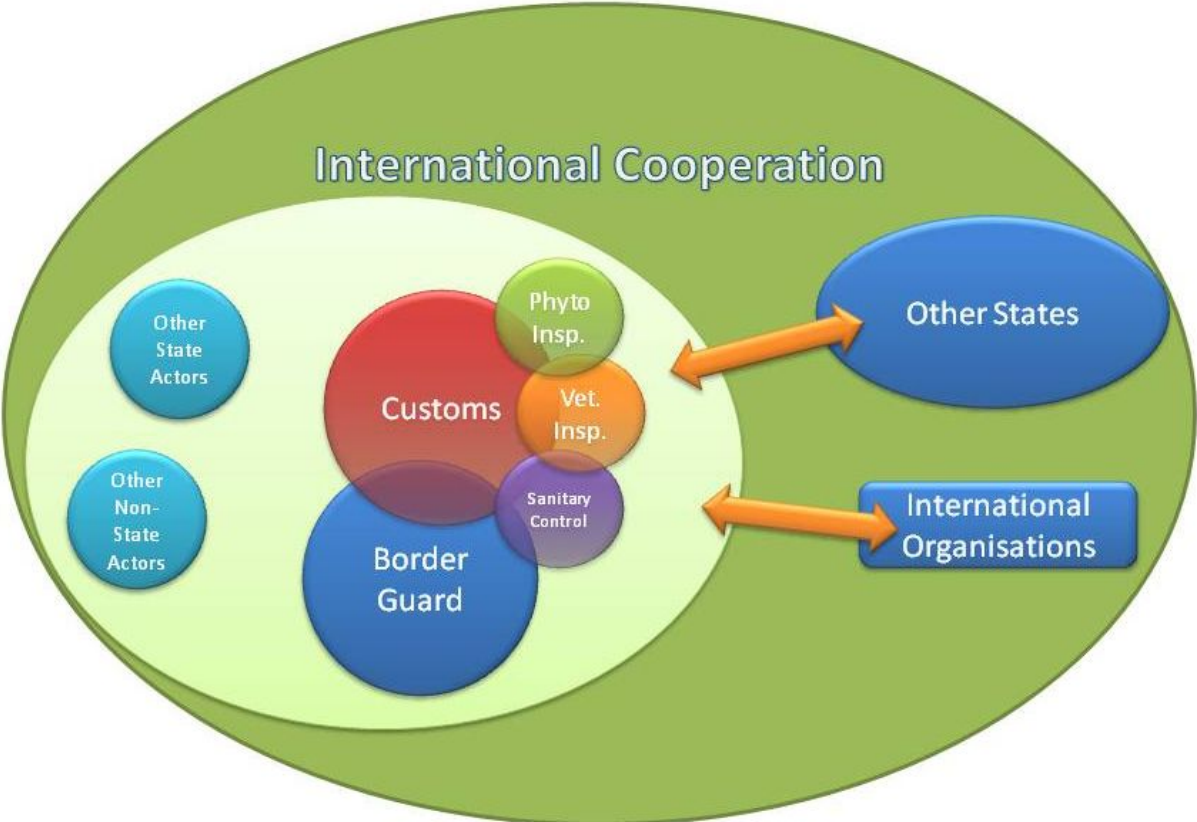 International Cooperation
Other
State
Actors
Other
Non-
State
Actors
Customs
Phyto
Insp.
Vet.
Insp.
Sanitary
Control
Border
Guard
Other States
International
Organisations